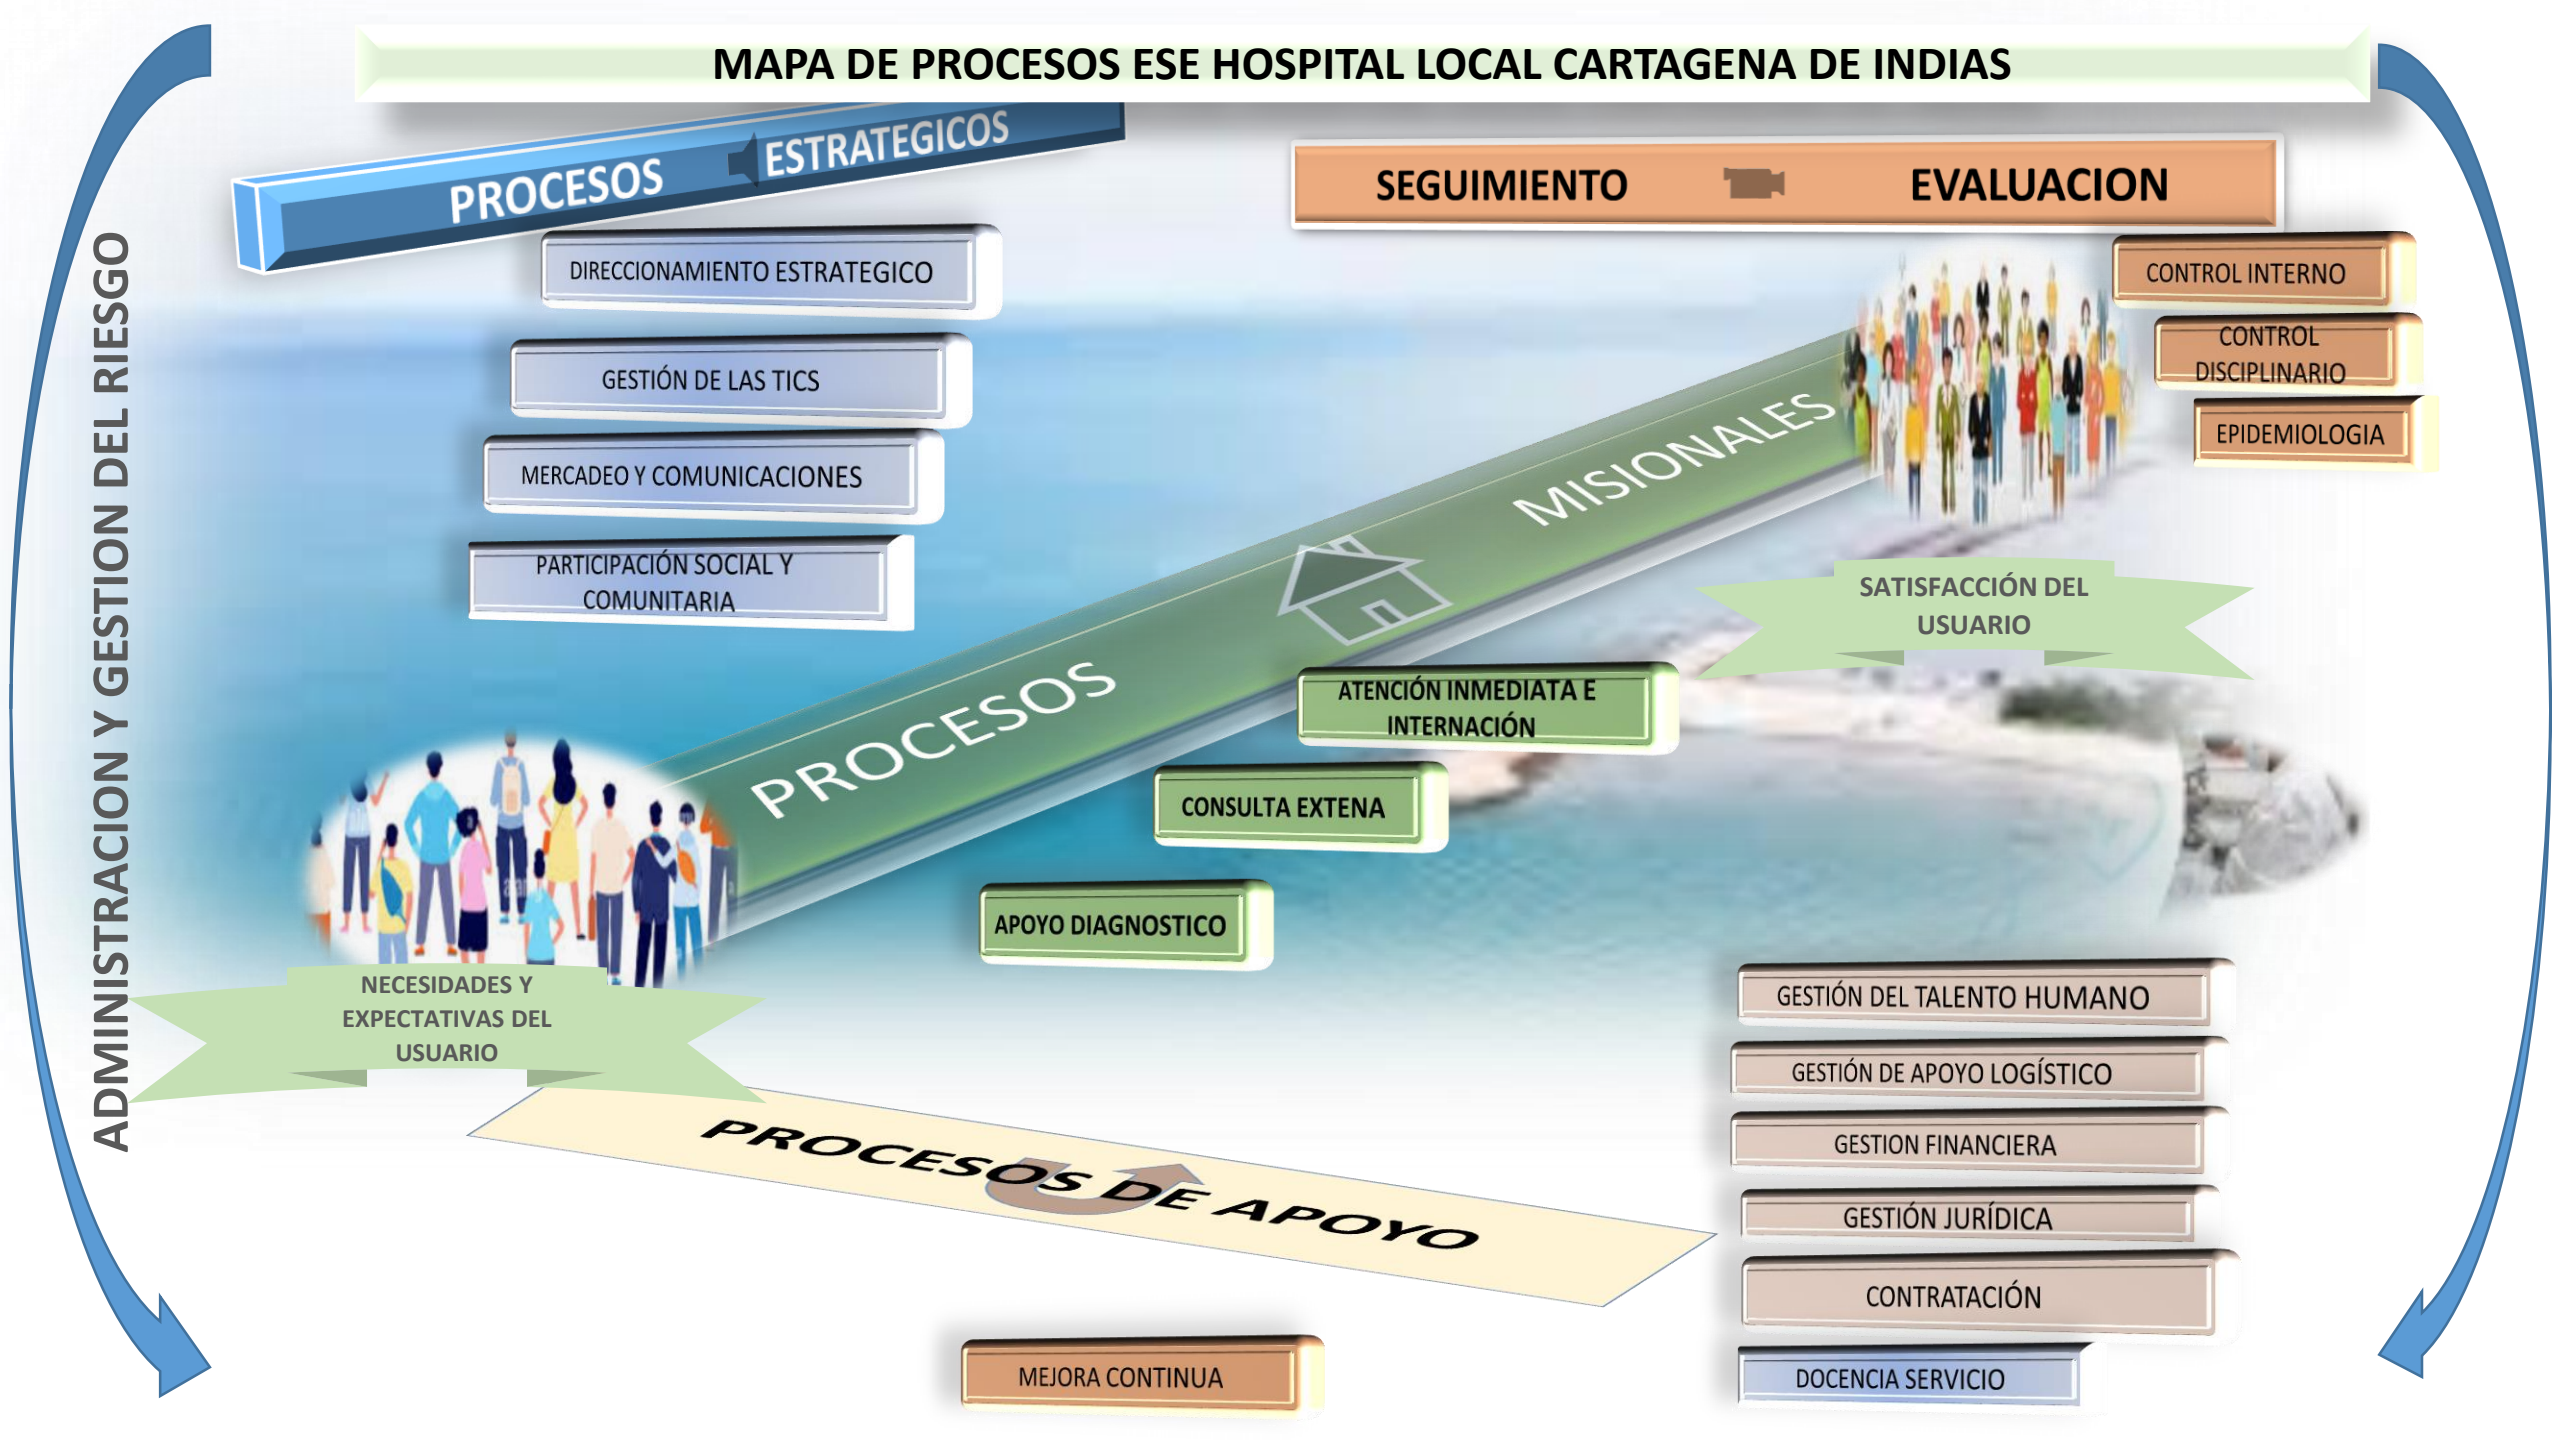 MAPA DE PROCESOS ESE HOSPITAL LOCAL CARTAGENA DE INDIAS
PROCESOS ESTRATEGICOS
SEGUIMIENTO EVALUACION
DIRECCIONAMIENTO ESTRATEGICO
GESTIÓN DE LAS TICS
MERCADEO Y COMUNICACIONES
PARTICIPACIÓN SOCIAL Y
COMUNITARIA
CONTROL INTERNO
CONTROL
DISCIPLINARIO
EPIDEMIOLOGIA
ADMINISTRACION Y GESTION DEL RIESGO
PROCESOS MISIONALES
SATISFACCIÓN DEL
USUARIO
ATENCIÓN INMEDIATA E
INTERNACIÓN
CONSULTA EXTENA
APOYO DIAGNOSTICO
NECESIDADES Y
EXPECTATIVAS DEL
USUARIO
PROCESOS DE APOYO
GESTIÓN DEL TALENTO HUMANO
GESTIÓN DE APOYO LOGÍSTICO
GESTION FINANCIERA
GESTIÓN JURÍDICA
CONTRATACIÓN
DOCENCIA SERVICIO
MEJORA CONTINUA